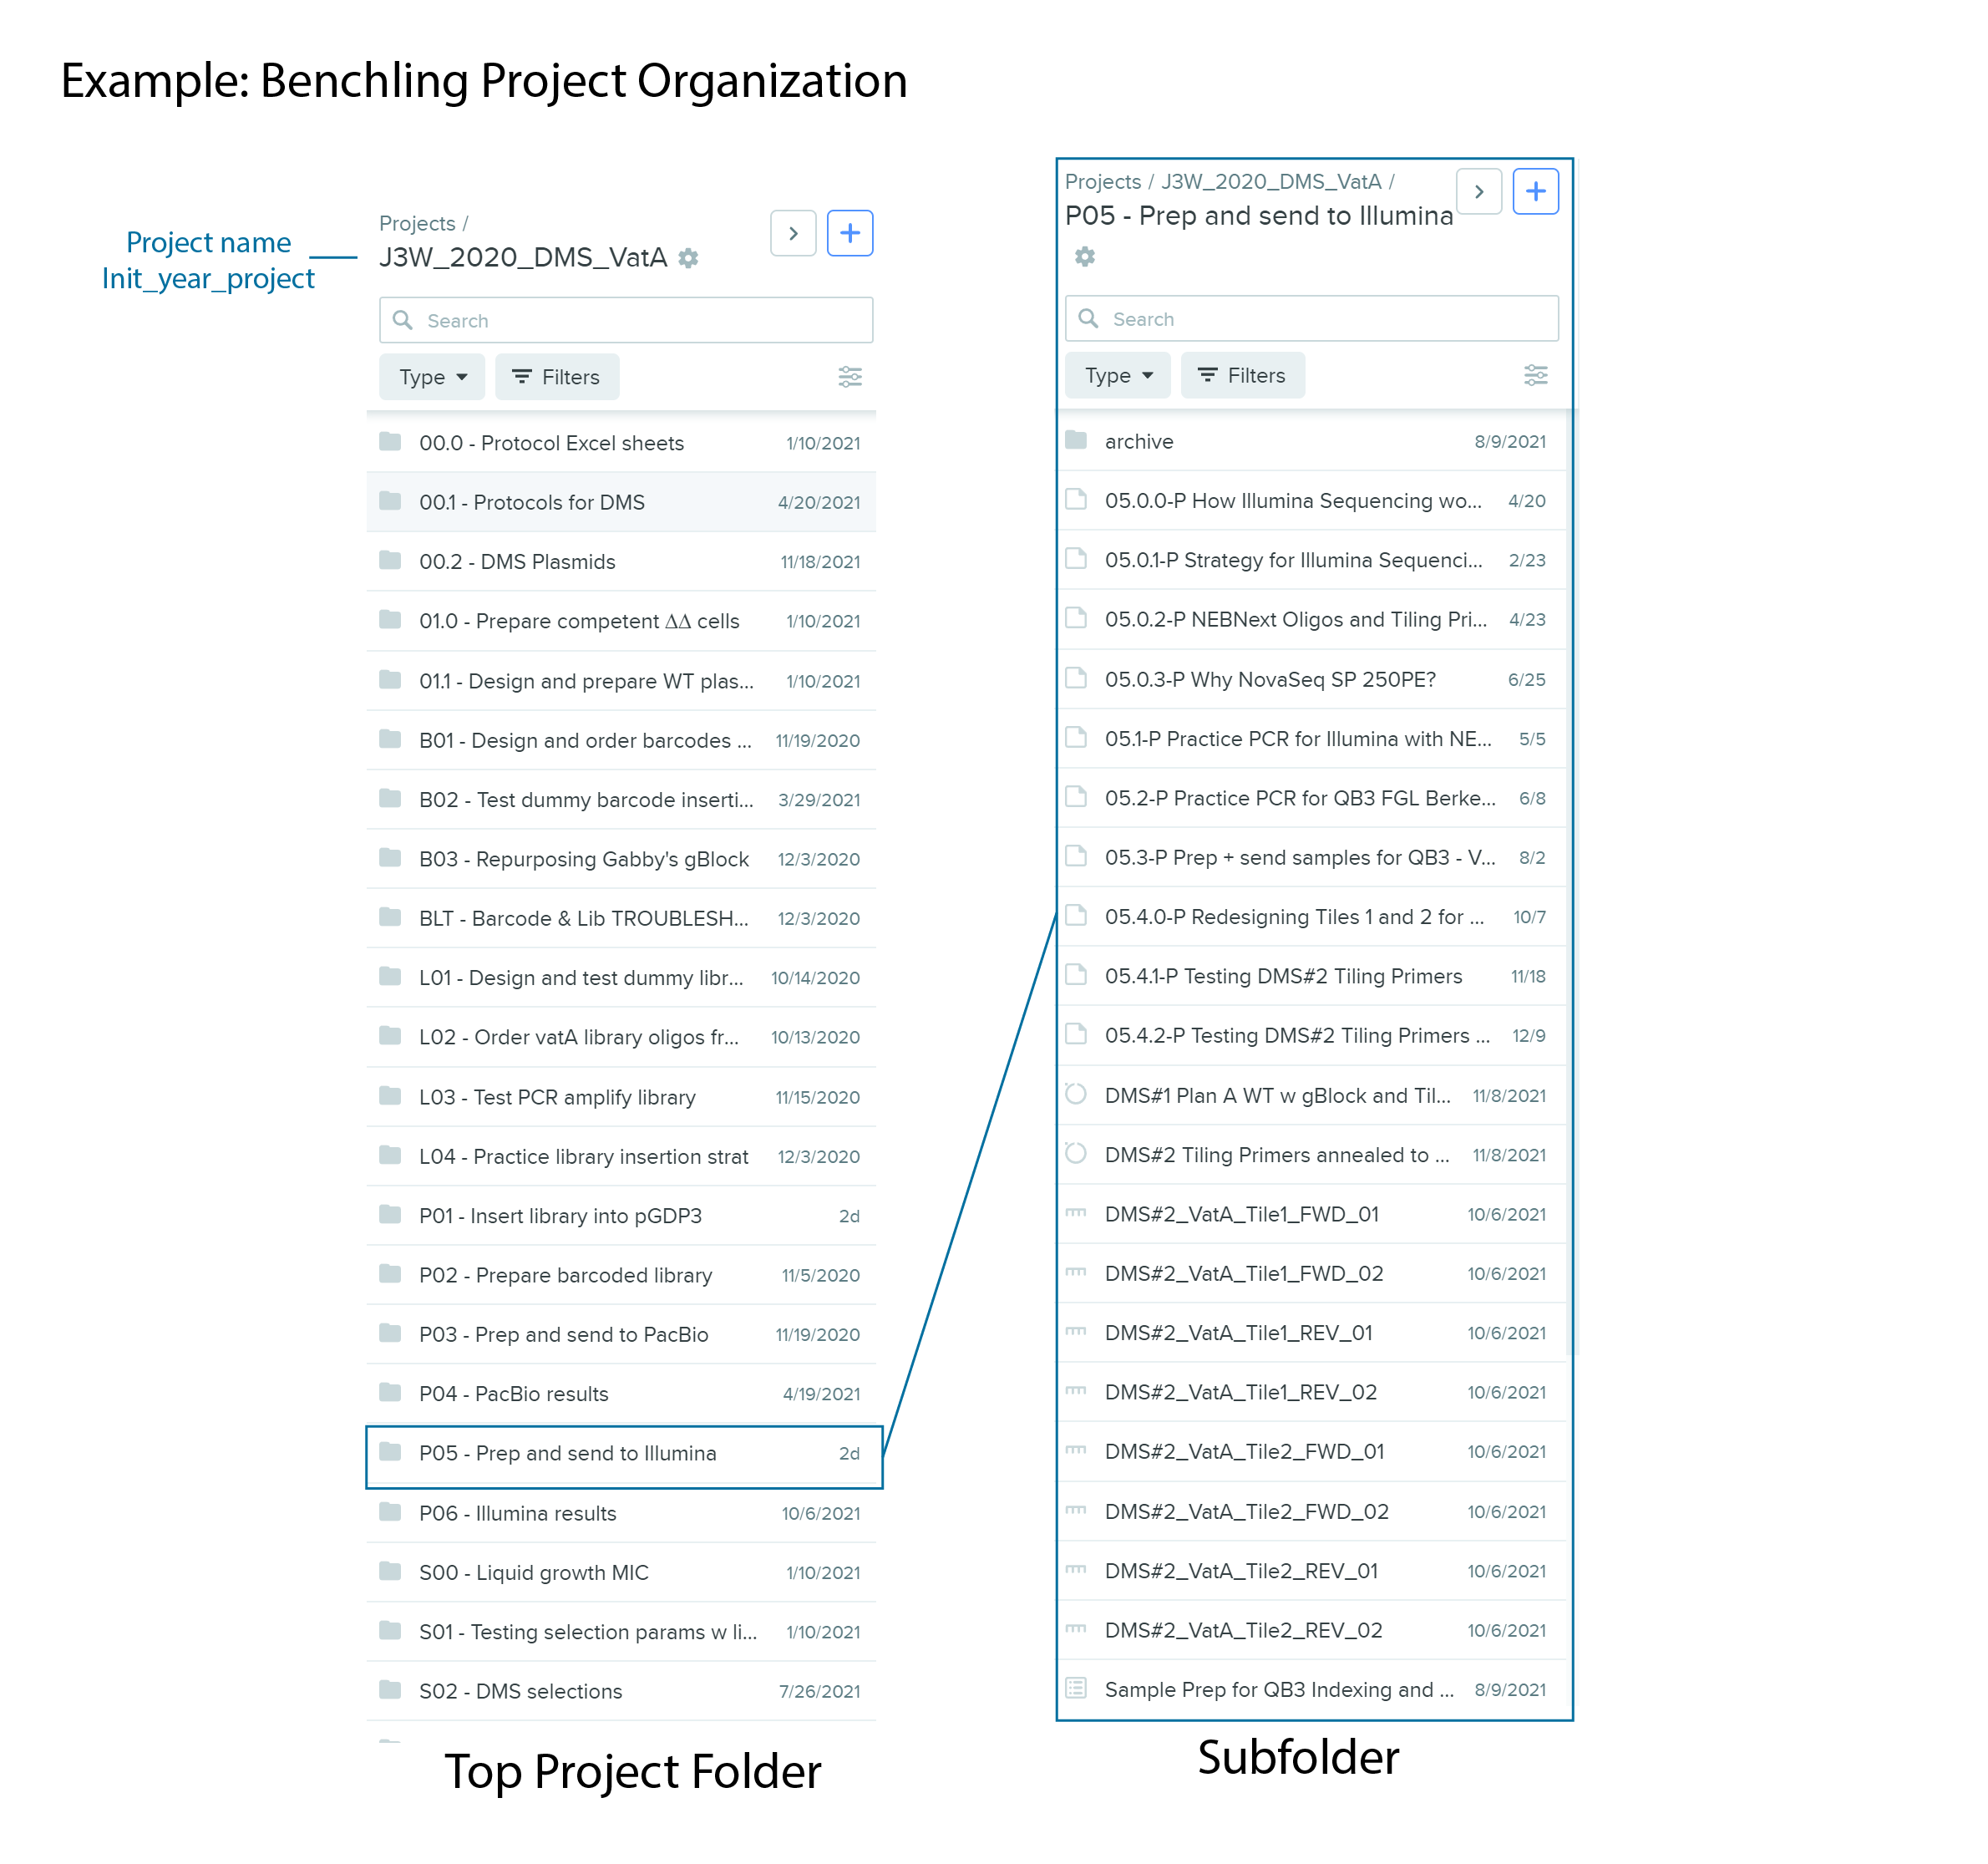 Example: Benchling Project Organization
Project name
Init_year_project
Projects /
J3W_2020_DMS_VatA
Search
Type
Filters
00.0 - Protocol Excel sheets 1/10/2021
00.1 - Protocols for DMS 4/20/2021
00.2 - DMS Plasmids 11/18/2021
01.0 - Prepare competent ΔΔ cells 1/10/2021
01.1 - Design and prepare WT plas... 1/10/2021
B01 - Design and order barcodes ... 11/19/2020
B02 - Test dummy barcode inserti... 3/29/2021
B03 - Repurposing Gabby's gBlock 12/3/2020
BLT - Barcode & Lib TROUBLESH... 12/3/2020
L01 - Design and test dummy libr... 10/14/2020
L02 - Order vatA library oligos fr... 10/13/2020
L03 - Test PCR amplify library 11/15/2020
L04 - Practice library insertion strat 12/3/2020
P01 - Insert library into pGDP3 2d
P02 - Prepare barcoded library 11/5/2020
P03 - Prep and send to PacBio 11/19/2020
P04 - PacBio results 4/19/2021
P05 - Prep and send to Illumina 2d
P06 - Illumina results 10/6/2021
S00 - Liquid growth MIC 1/10/2021
S01 - Testing selection params w li... 1/10/2021
S02 - DMS selections 7/26/2021
Top Project Folder
Projects / J3W_2020_DMS_VatA /
P05 - Prep and send to Illumina
Search
Type
Filters
archive 8/9/2021
05.0.0-P How Illumina Sequencing wo... 4/20
05.0.1-P Strategy for Illumina Sequenci... 2/23
05.0.2-P NEBNext Oligos and Tiling Pri... 4/23
05.0.3-P Why NovaSeq SP 250PE? 6/25
05.1-P Practice PCR for Illumina with NE... 5/5
05.2-P Practice PCR for QB3 FGL Berke... 6/8
05.3-P Prep + send samples for QB3 - V... 8/2
05.4.0-P Redesigning Tiles 1 and 2 for ... 10/7
05.4.1-P Testing DMS#2 Tiling Primers 11/18
05.4.2-P Testing DMS#2 Tiling Primers ... 12/9
DMS#1 Plan A WT w gBlock and Til... 11/8/2021
DMS#2 Tiling Primers annealed to ... 11/8/2021
DMS#2_VatA_Tile1_FWD_01 10/6/2021
DMS#2_VatA_Tile1_FWD_02 10/6/2021
DMS#2_VatA_Tile1_REV_01 10/6/2021
DMS#2_VatA_Tile1_REV_02 10/6/2021
DMS#2_VatA_Tile2_FWD_01 10/6/2021
DMS#2_VatA_Tile2_FWD_02 10/6/2021
DMS#2_VatA_Tile2_REV_01 10/6/2021
DMS#2_VatA_Tile2_REV_02 10/6/2021
Sample Prep for QB3 Indexing and ... 8/9/2021
Subfolder